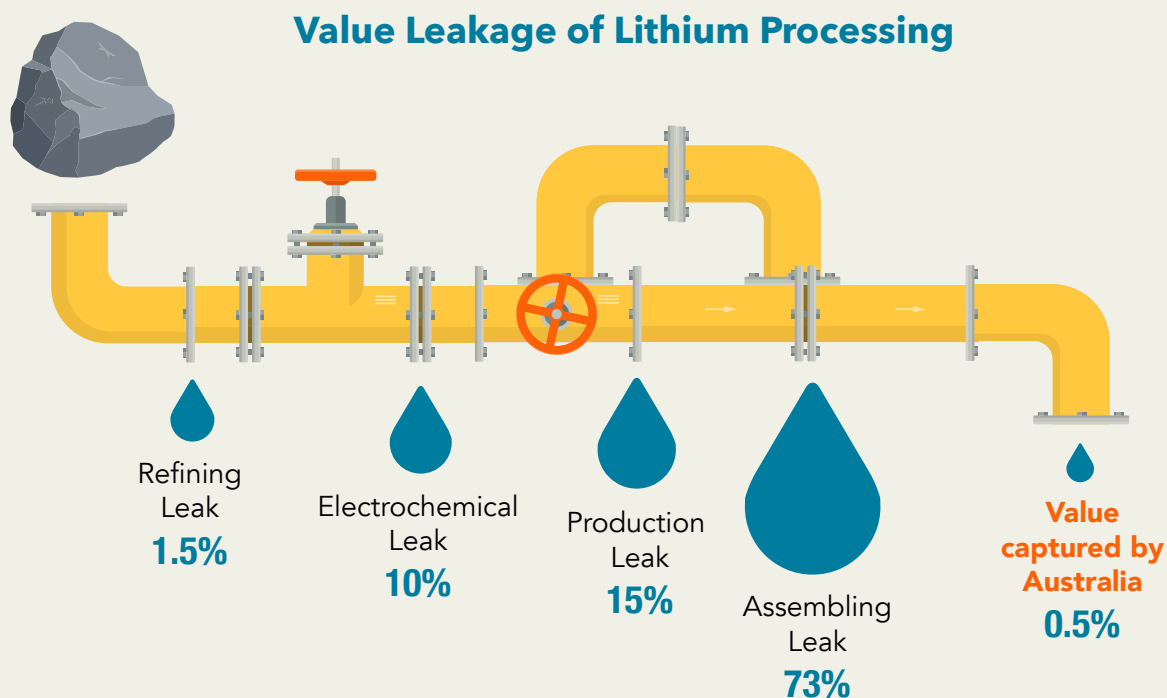 Value Leakage of Lithium Processing
Refining
Leak
1.5%
Electrochemical
Leak
10%
Production
Leak
15%
Assembling
Leak
73%
Value
captured by
Australia
0.5%